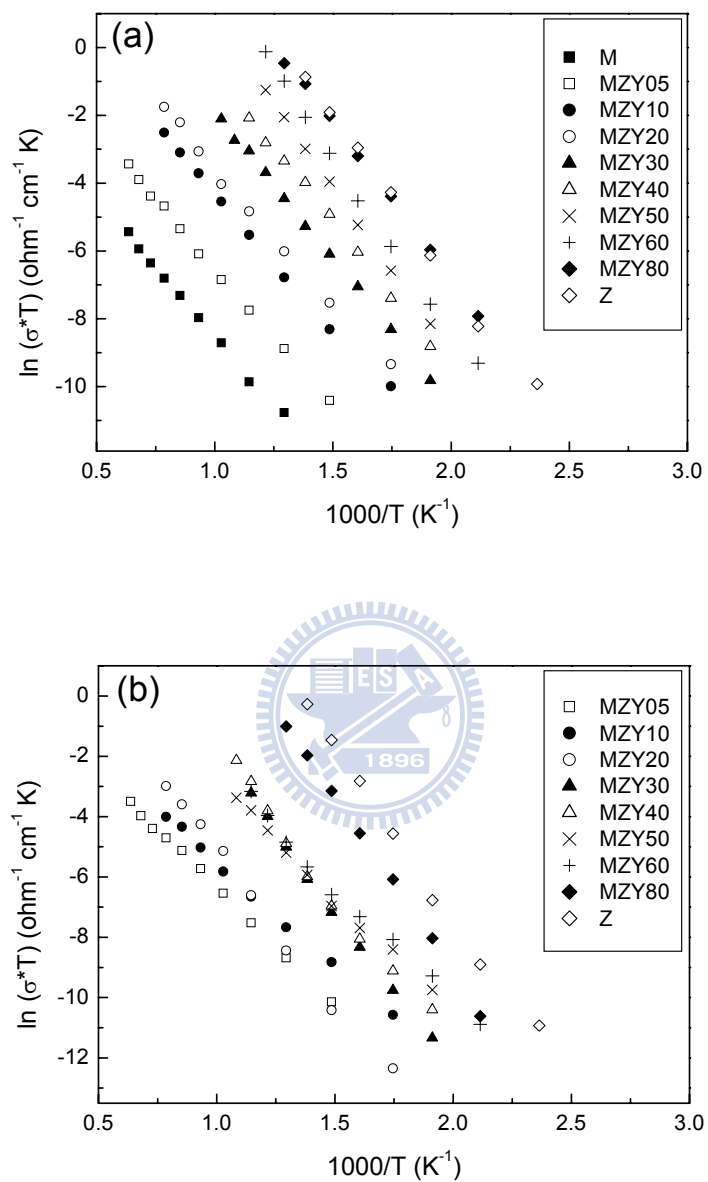 (a)
0
-2
-4
-6
-8
-10
ln (σ*T) (ohm⁻¹ cm⁻¹ K)
0.5 1.0 1.5 2.0 2.5 3.0
1000/T (K⁻¹)
M
MZY05
MZY10
MZY20
MZY30
MZY40
MZY50
MZY60
MZY80
Z
(b)
0
-2
-4
-6
-8
-10
-12
ln (σ*T) (ohm⁻¹ cm⁻¹ K)
0.5 1.0 1.5 2.0 2.5 3.0
1000/T (K⁻¹)
MZY05
MZY10
MZY20
MZY30
MZY40
MZY50
MZY60
MZY80
Z
E S A
1896